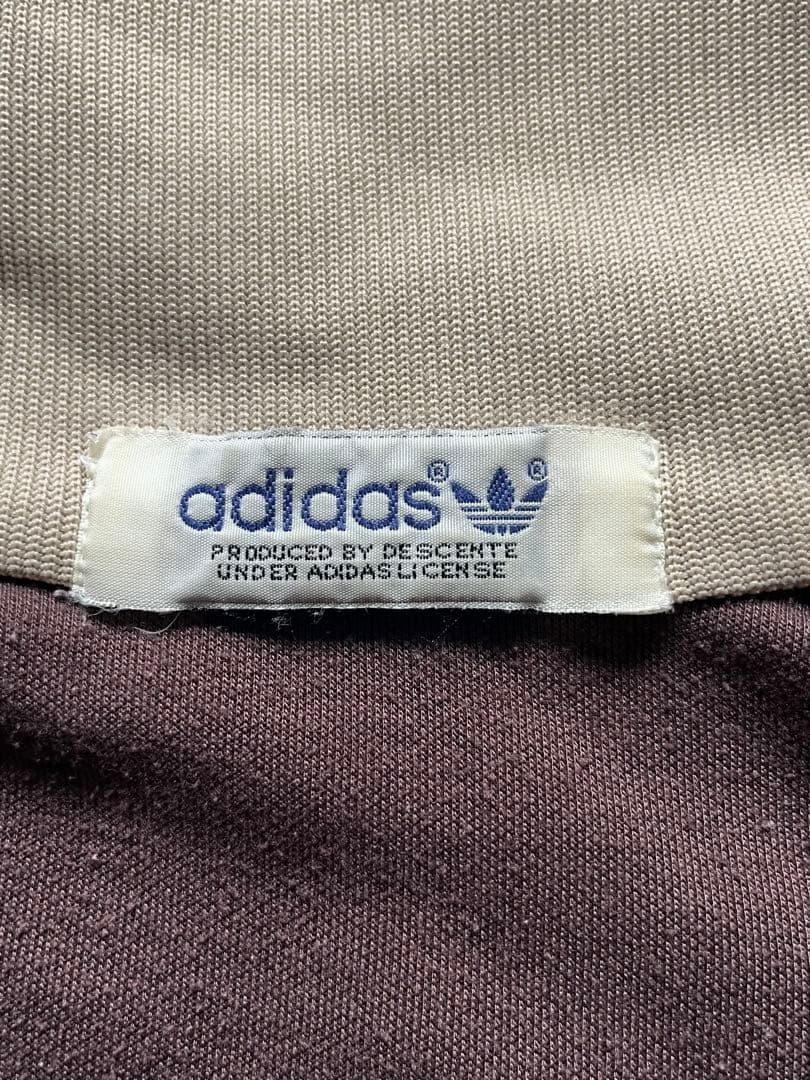 adidas® ®
PRODUCED BY DESCENTE
UNDER ADIDAS LICENSE